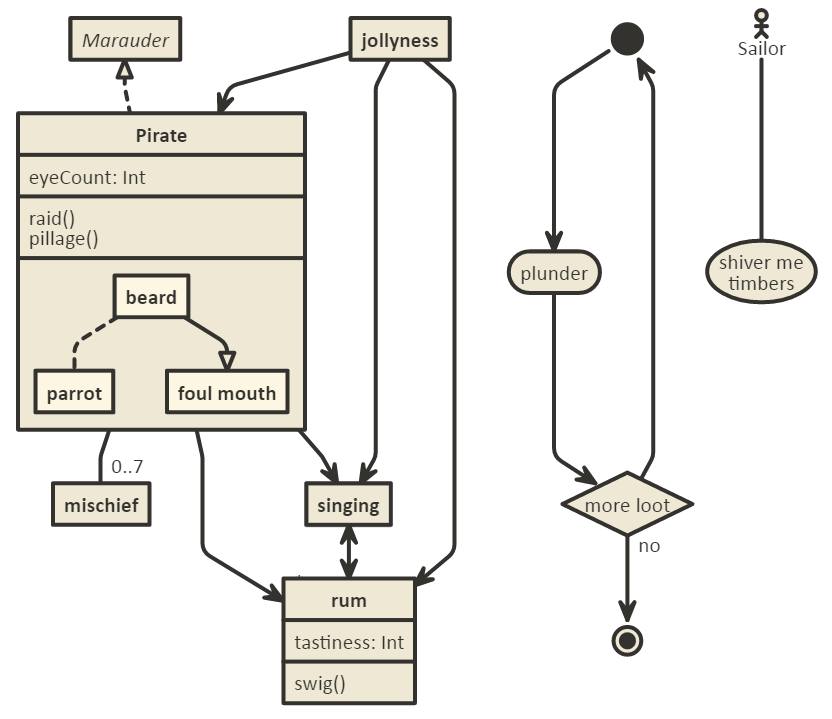 Marauder
jollyness
Pirate
eyeCount: Int
raid()
pillage()
beard
parrot
foul mouth
0..7
mischief
singing
rum
tastiness: Int
swig()
plunder
more loot
no
Sailor
shiver me
timbers